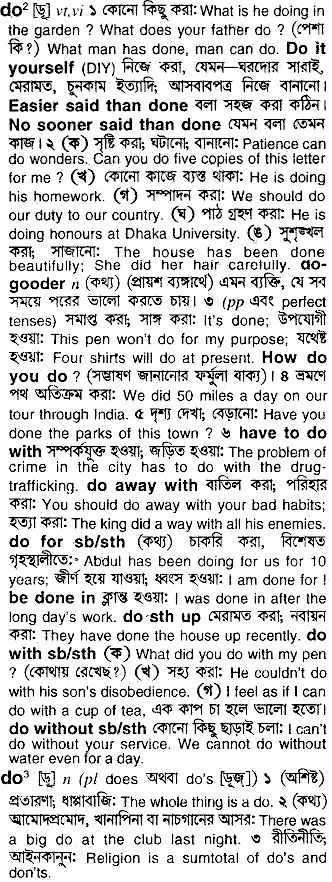 do² [ডু] vt,vi ১ কোনো কিছু করা: What is he doing in
the garden ? What does your father do ? (পেশা
কি?) What man has done, man can do. Do it
yourself (DIY) নিজে করা, যেমন—ঘরদোর সারাই,
মেরামত, চুনকাম ইত্যাদি; আসবাবপত্র নিজে বানানো।
Easier said than done বলা সহজ করা কঠিন।
No sooner said than done যেমন বলা তেমন
কাজ। ২ (ক) সৃষ্টি করা; ঘটানো; বানানো: Patience can
do wonders. Can you do five copies of this letter
for me ? (খ) কোনো কাজে ব্যস্ত থাকা: He is doing
his homework. (গ) সম্পাদন করা: We should do
our duty to our country. (ঘ) পাঠ গ্রহণ করা: He is
doing honours at Dhaka University. (ঙ) সুশৃঙ্খল
করা; সাজানো: The house has been done
beautifully; She did her hair carefully. do-
gooder n (কথ্য) (প্রায়শ ব্যঙ্গার্থে) এমন ব্যক্তি, যে সব
সময়ে পরের ভালো করতে চায়। ৩ (pp এবং perfect
tenses) সমাপ্ত করা; সাঙ্গ করা: It's done; উপযোগী
হওয়া: This pen won't do for my purpose; যথেষ্ট
হওয়া: Four shirts will do at present. How do
you do ? (সম্ভাষণ জানানোর ফর্মুলা বাক্য)। ৪ ভ্রমণে
পথ অতিক্রম করা: We did 50 miles a day on our
tour through India. ৫ দৃশ্য দেখা; বেড়ানো: Have you
done the parks of this town ? ৬ have to do
with সম্পর্কযুক্ত হওয়া; জড়িত হওয়া: The problem of
crime in the city has to do with the drug-
trafficking. do away with বাতিল করা; পরিহার
করা: You should do away with your bad habits;
হত্যা করা: The king did a way with all his enemies.
do for sb/sth (কথ্য) চাকরি করা, বিশেষত
গৃহস্থালীতে: Abdul has been doing for us for 10
years; জীর্ণ হয়ে যাওয়া; ধ্বংস হওয়া: I am done for !
be done in ক্লান্ত হওয়া: I was done in after the
long day's work. do sth up মেরামত করা; নবায়ন
করা: They have done the house up recently. do
with sb/sth (ক) What did you do with my pen
? (কোথায় রেখেছ?) (খ) সহ্য করা: He couldn't do
with his son's disobedience. (গ) I feel as if I can
do with a cup of tea, এক কাপ চা হলে ভালো হতো।
do without sb/sth কোনো কিছু ছাড়াই চলা: I can't
do without your service. We cannot do without
water even for a day.
do³ [ডু] n (pl does অথবা do's [ডূজ্]) ১ (অশিষ্ট)
প্রতারণা; ধাপ্পাবাজি: The whole thing is a do. ২ (কথ্য)
আমোদপ্রমোদ, খানাপিনা বা নাচগানের আসর: There was
a big do at the club last night. ৩ রীতিনীতি;
আইনকানুন: Religion is a sumtotal of do's and
don'ts.